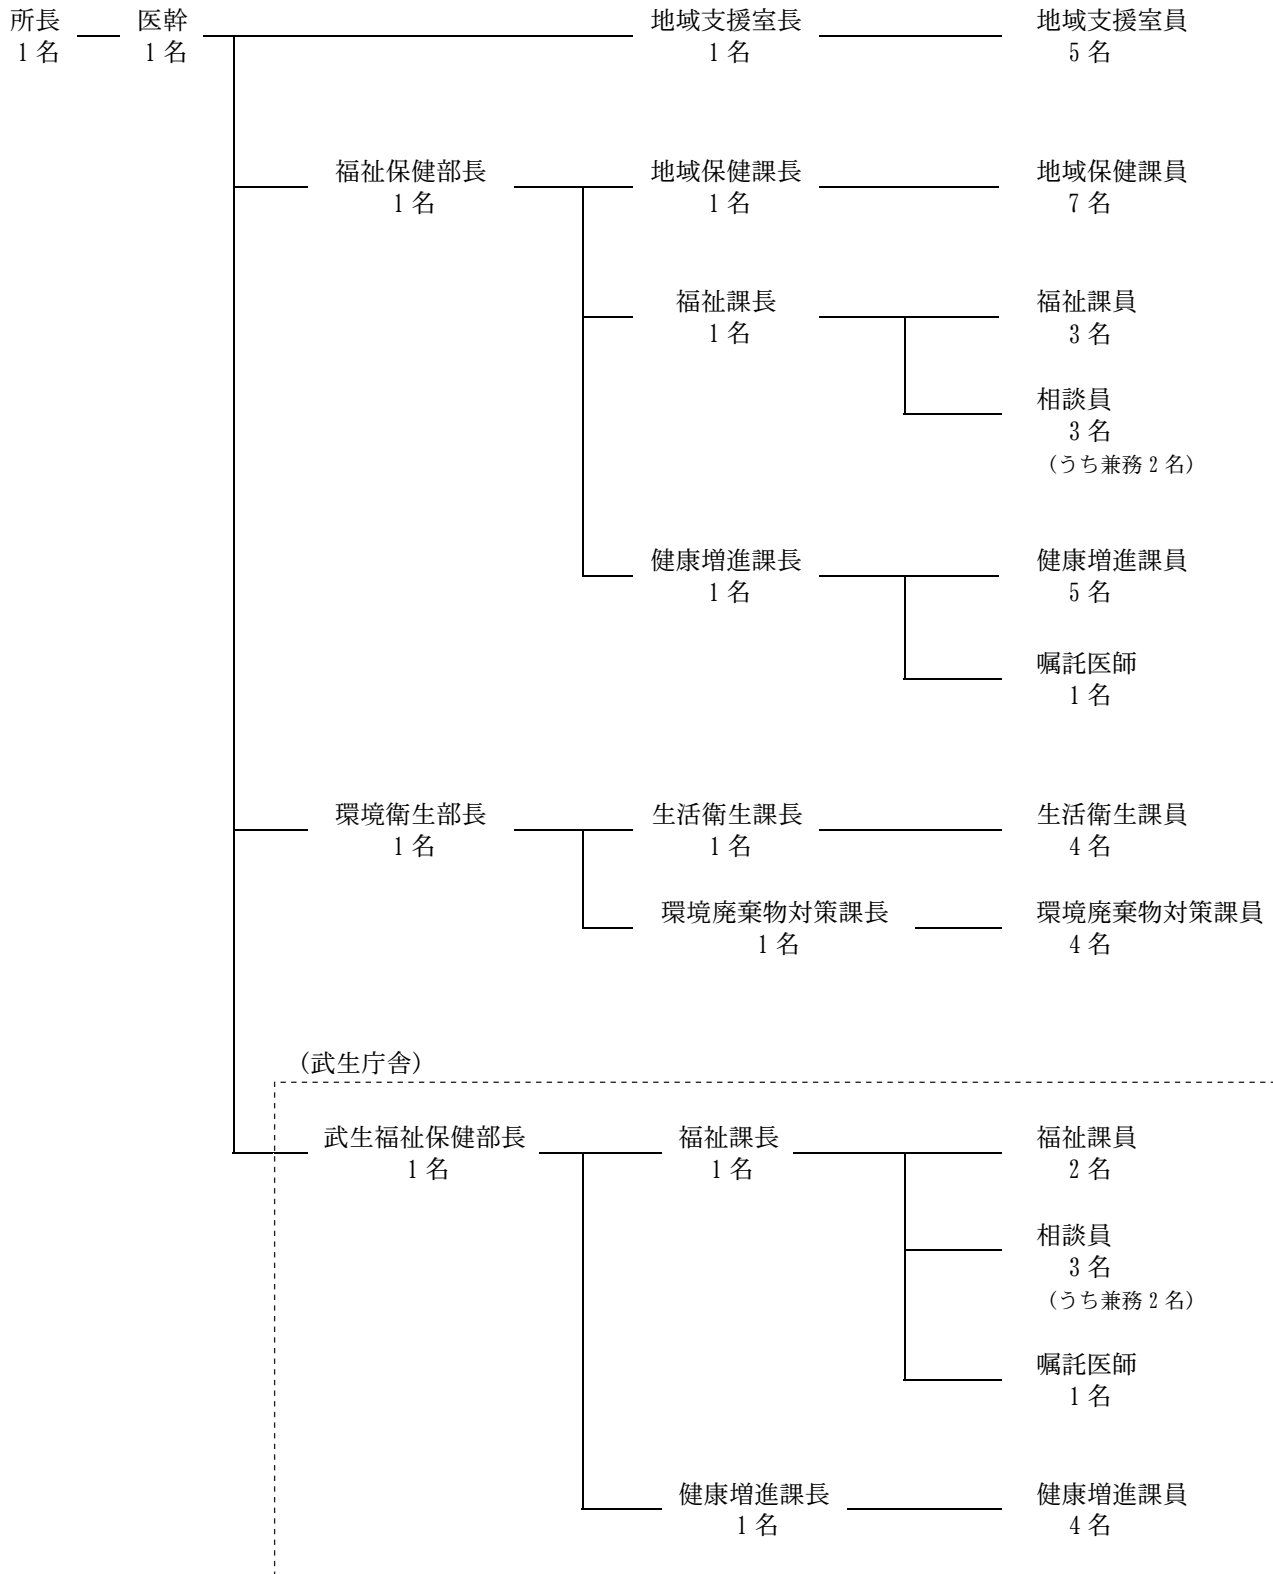 所長 医幹 地域支援室長 地域支援室員
1名 1名 1名 5名
福祉保健部長 地域保健課長 地域保健課員
1名 1名 7名
福祉課長 福祉課員
1名 3名
相談員
3名
(うち兼務2名)
健康増進課長 健康増進課員
1名 5名
嘱託医師
1名
環境衛生部長 生活衛生課長 生活衛生課員
1名 1名 4名
環境廃棄物対策課長 環境廃棄物対策課員
1名 4名
(武生庁舎)
武生福祉保健部長 福祉課長 福祉課員
1名 1名 2名
相談員
3名
(うち兼務2名)
嘱託医師
1名
健康増進課長 健康増進課員
1名 4名